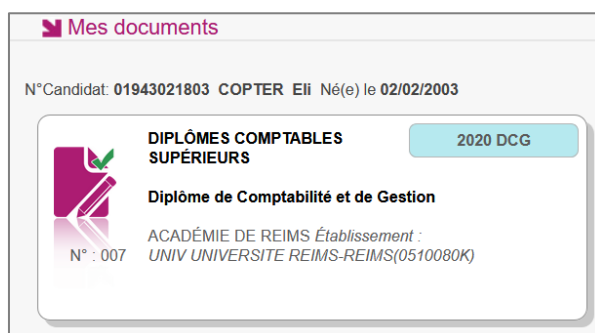 Mes documents
N°Candidat: 01943021803 COPTER Eli Né(e) le 02/02/2003
DIPLÔMES COMPTABLES
SUPÉRIEURS
2020 DCG
Diplôme de Comptabilité et de Gestion
ACADÉMIE DE REIMS Établissement :
N° : 007 UNIV UNIVERSITE REIMS-REIMS(0510080K)